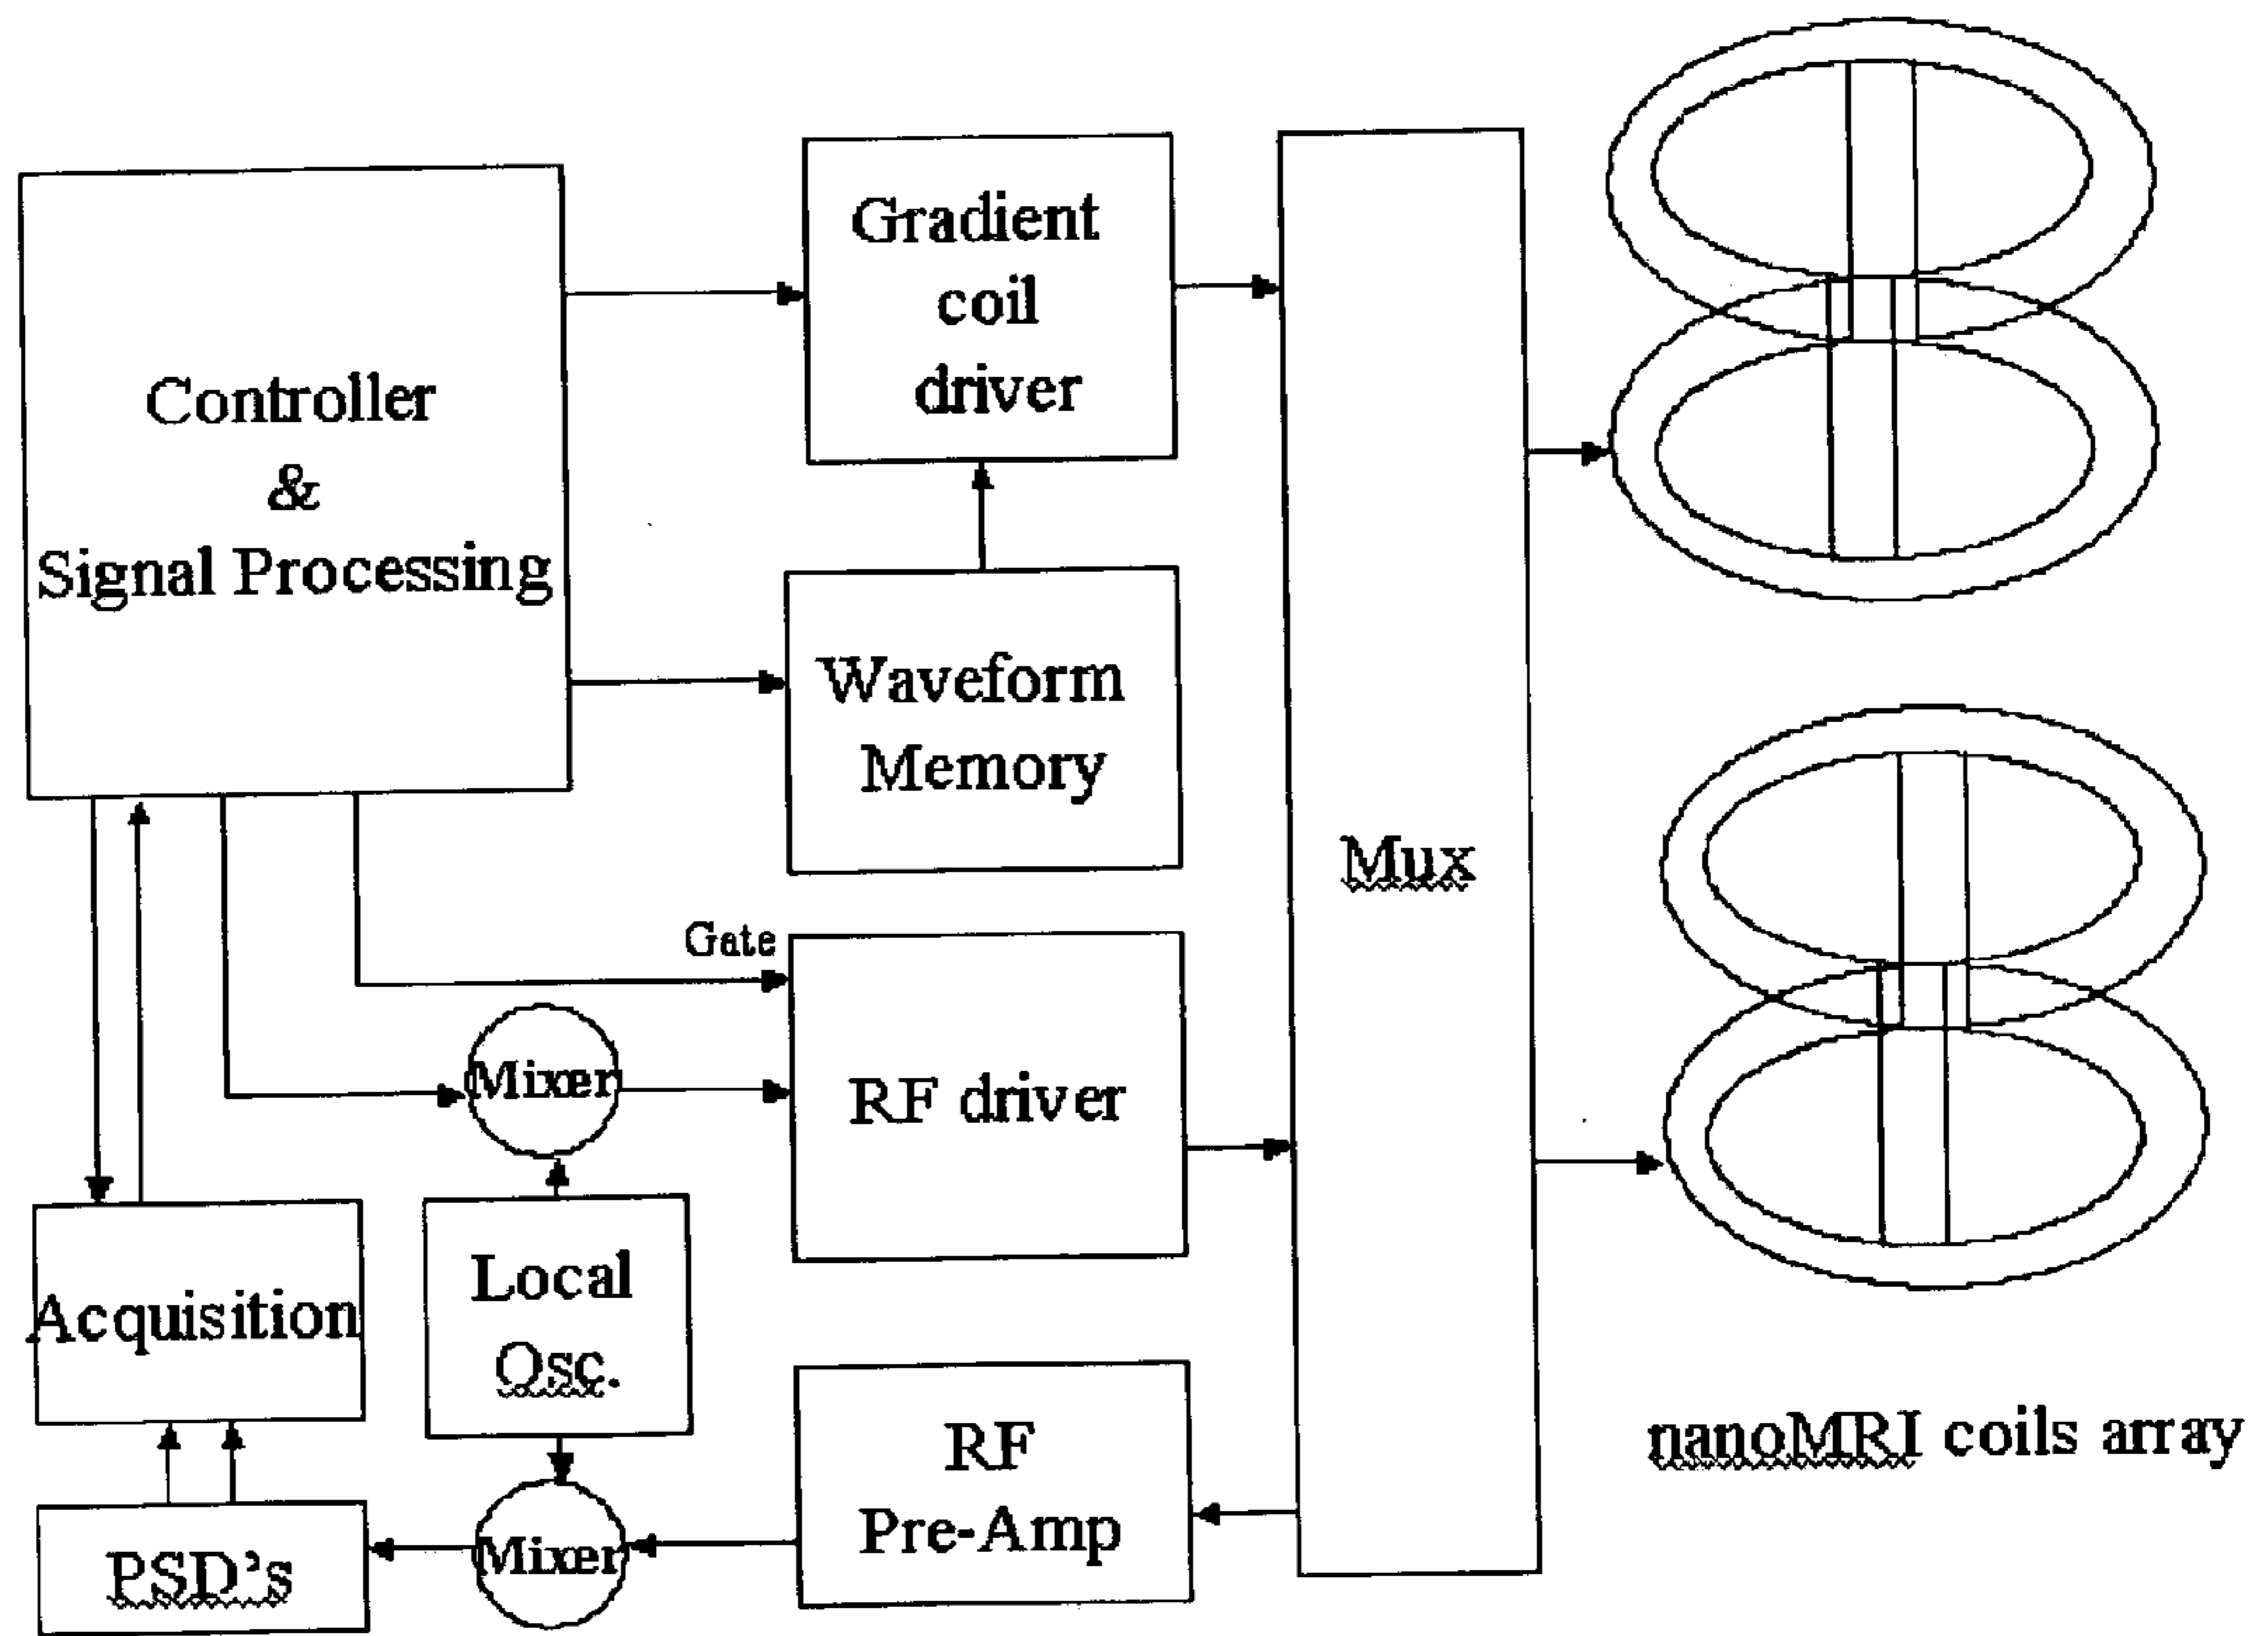 Controller
&
Signal Processing
Gradient
coil
driver
Waveform
Memory
Mux
Gate
Mixer
RF driver
Acquisition
Local
Osc.
RF
Pre-Amp
Mixer
PSD's
nanoMRI coils array